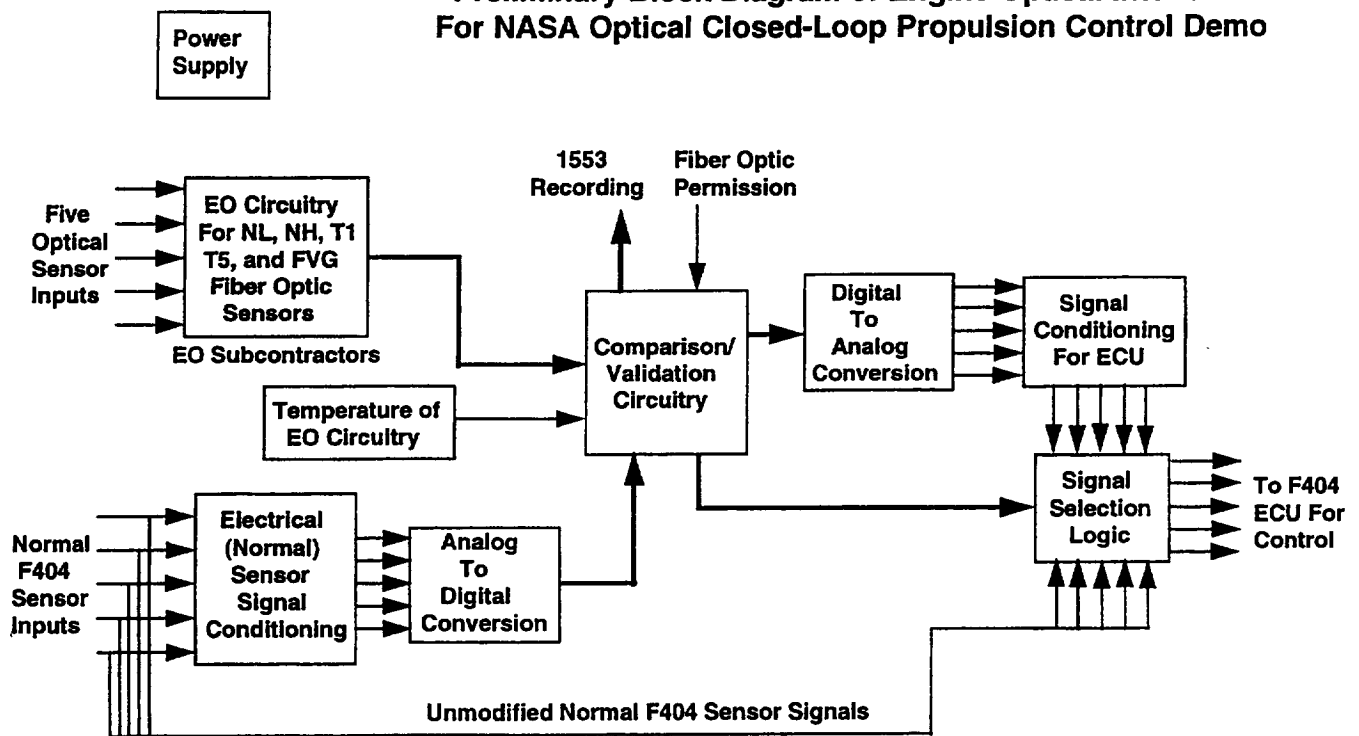 For NASA Optical Closed-Loop Propulsion Control Demo
Power
Supply
1553
Recording
Fiber Optic
Permission
Five
Optical
Sensor
Inputs
EO Circuitry
For NL, NH, T1
T5, and FVG
Fiber Optic
Sensors
EO Subcontractors
Comparison/
Validation
Circuitry
Digital
To
Analog
Conversion
Signal
Conditioning
For ECU
Temperature of
EO Circuitry
Signal
Selection
Logic
To F404
ECU For
Control
Normal
F404
Sensor
Inputs
Electrical
(Normal)
Sensor
Signal
Conditioning
Analog
To
Digital
Conversion
Unmodified Normal F404 Sensor Signals